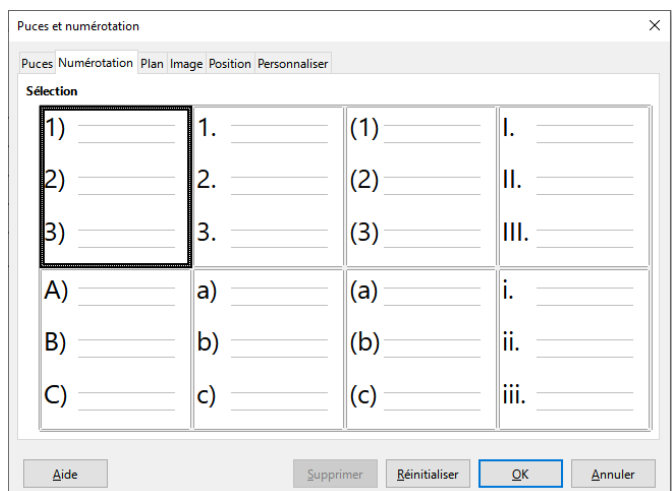 Puces et numérotation
Puces Numérotation Plan Image Position Personnaliser
Sélection
1) 1. (1) I.
2) 2. (2) II.
3) 3. (3) III.
A) a) (a) i.
B) b) (b) ii.
C) c) (c) iii.
Aide Supprimer Réinitialiser OK Annuler